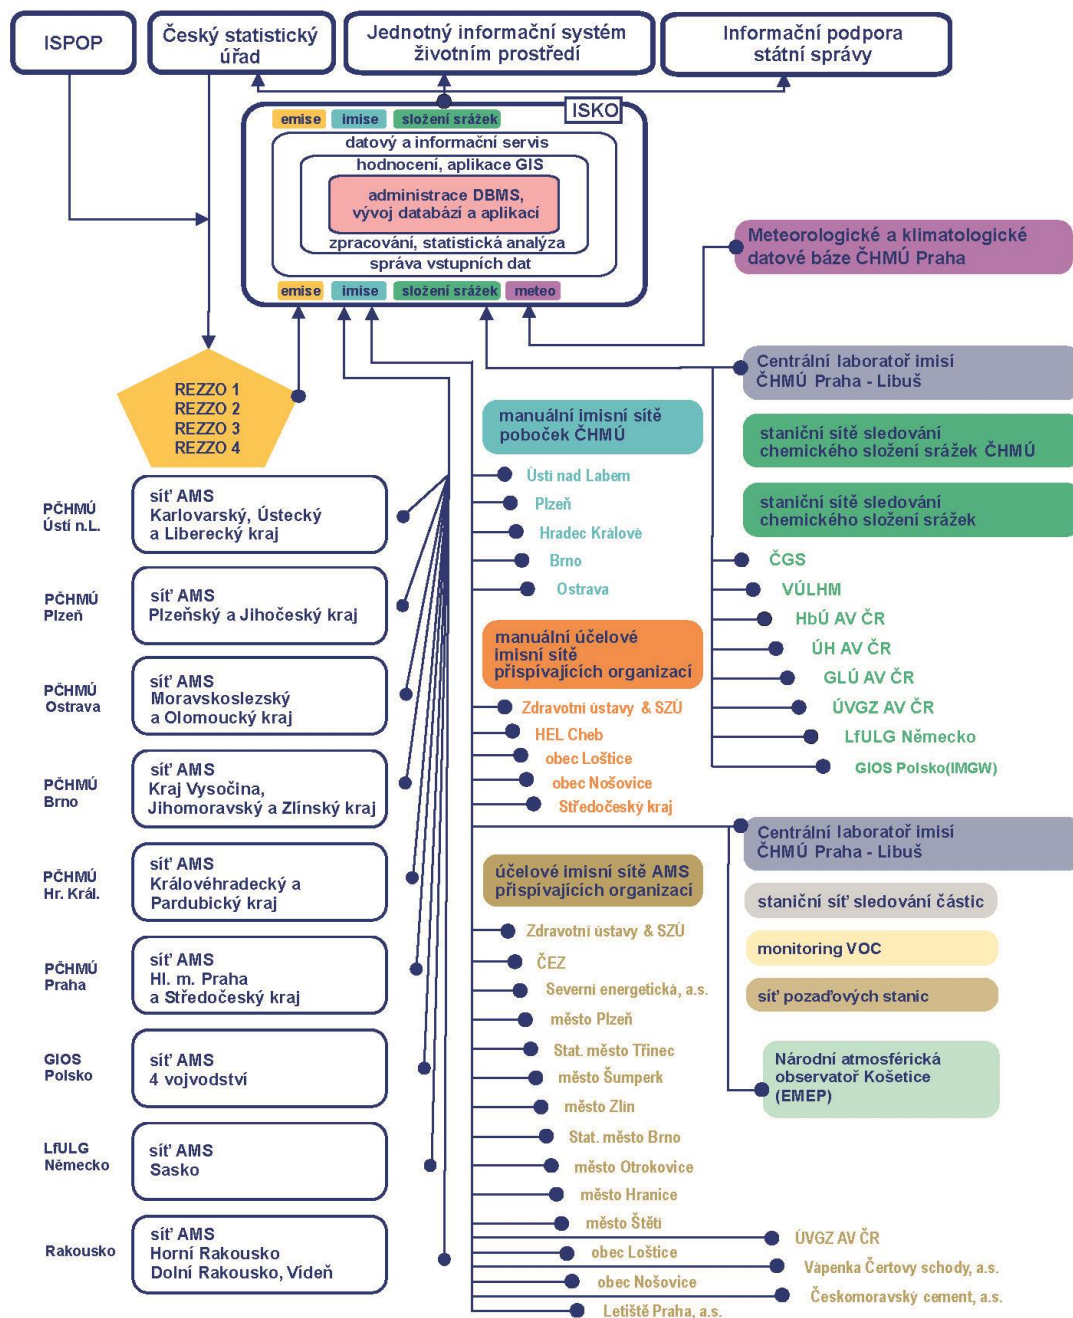 ISPOP
Český statistický
úřad
Jednotný informační systém
životním prostředí
Informační podpora
státní správy
ISKO
emise
imise
složení srážek
datový a informační servis
hodnocení, aplikace GIS
administrace DBMS,
vývoj databází a aplikací
zpracování, statistická analýza
správa vstupních dat
emise
imise
složení srážek
meteo
Meteorologické a klimatologické
datové báze ČHMÚ Praha
REZZO 1
REZZO 2
REZZO 3
REZZO 4
PČHMÚ
Ústí n.L.
síť AMS
Karlovarský, Ústecký
a Liberecký kraj
PČHMÚ
Plzeň
síť AMS
Plzeňský a Jihočeský kraj
PČHMÚ
Ostrava
síť AMS
Moravskoslezský
a Olomoucký kraj
PČHMÚ
Brno
síť AMS
Kraj Vysočina,
Jihomoravský a Zlínský kraj
PČHMÚ
Hr. Král.
síť AMS
Královéhradecký a
Pardubický kraj
PČHMÚ
Praha
síť AMS
Hl. m. Praha
a Středočeský kraj
GIOS
Polsko
síť AMS
4 vojvodství
LfULG
Německo
síť AMS
Sasko
Rakousko
síť AMS
Horní Rakousko
Dolní Rakousko, Vídeň
manuální imisní sítě
poboček ČHMÚ
Ústí nad Labem
Plzeň
Hradec Králové
Brno
Ostrava
manuální účelové
imisní sítě
přispívajících organizací
Zdravotní ústavy & SZÚ
HEL Cheb
obec Loštice
obec Nošovice
Středočeský kraj
účelové imisní sítě AMS
přispívajících organizací
Zdravotní ústavy & SZÚ
ČEZ
Severní energetická, a.s.
město Plzeň
Stat. město Třinec
město Šumperk
město Zlín
Stat. město Brno
město Otrokovice
město Hranice
město Štětí
obec Loštice
obec Nošovice
Letiště Praha, a.s.
ÚVGZ AV ČR
Vápenka Čertovy schody, a.s.
Českomoravský cement, a.s.
Centrální laboratoř imisí
ČHMÚ Praha - Libuš
staniční sítě sledování
chemického složení srážek ČHMÚ
staniční sítě sledování
chemického složení srážek
ČGS
VÚLHM
HbÚ AV ČR
ÚH AV ČR
GLÚ AV ČR
ÚVGZ AV ČR
LfULG Německo
GIOS Polsko(IMGW)
Centrální laboratoř imisí
ČHMÚ Praha - Libuš
staniční síť sledování částic
monitoring VOC
síť pozaďových stanic
Národní atmosférická
observatoř Košetice
(EMEP)